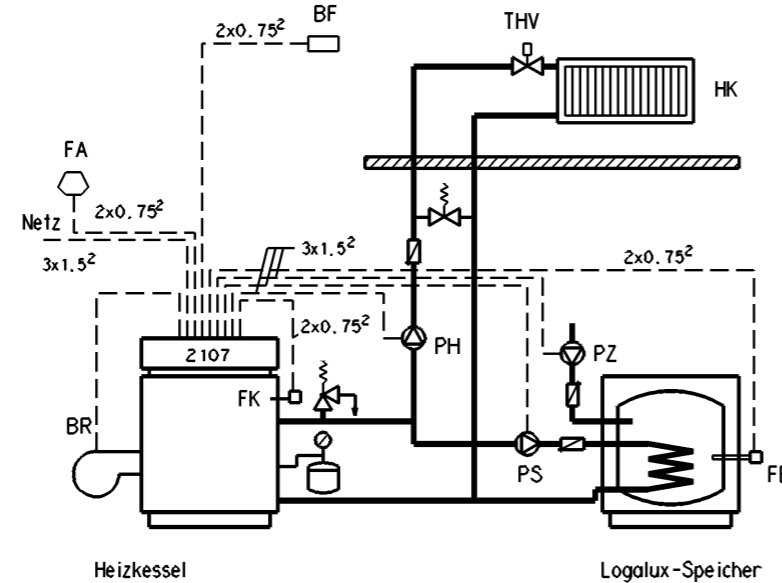 BF
2x0.75²
THV
HK
FA
2x0.75²
Netz
3x1.5²
3x1.5²
2x0.75²
2x0.75²
2107
PH
PZ
FK
BR
PS
Heizkessel
Logalux-Speicher